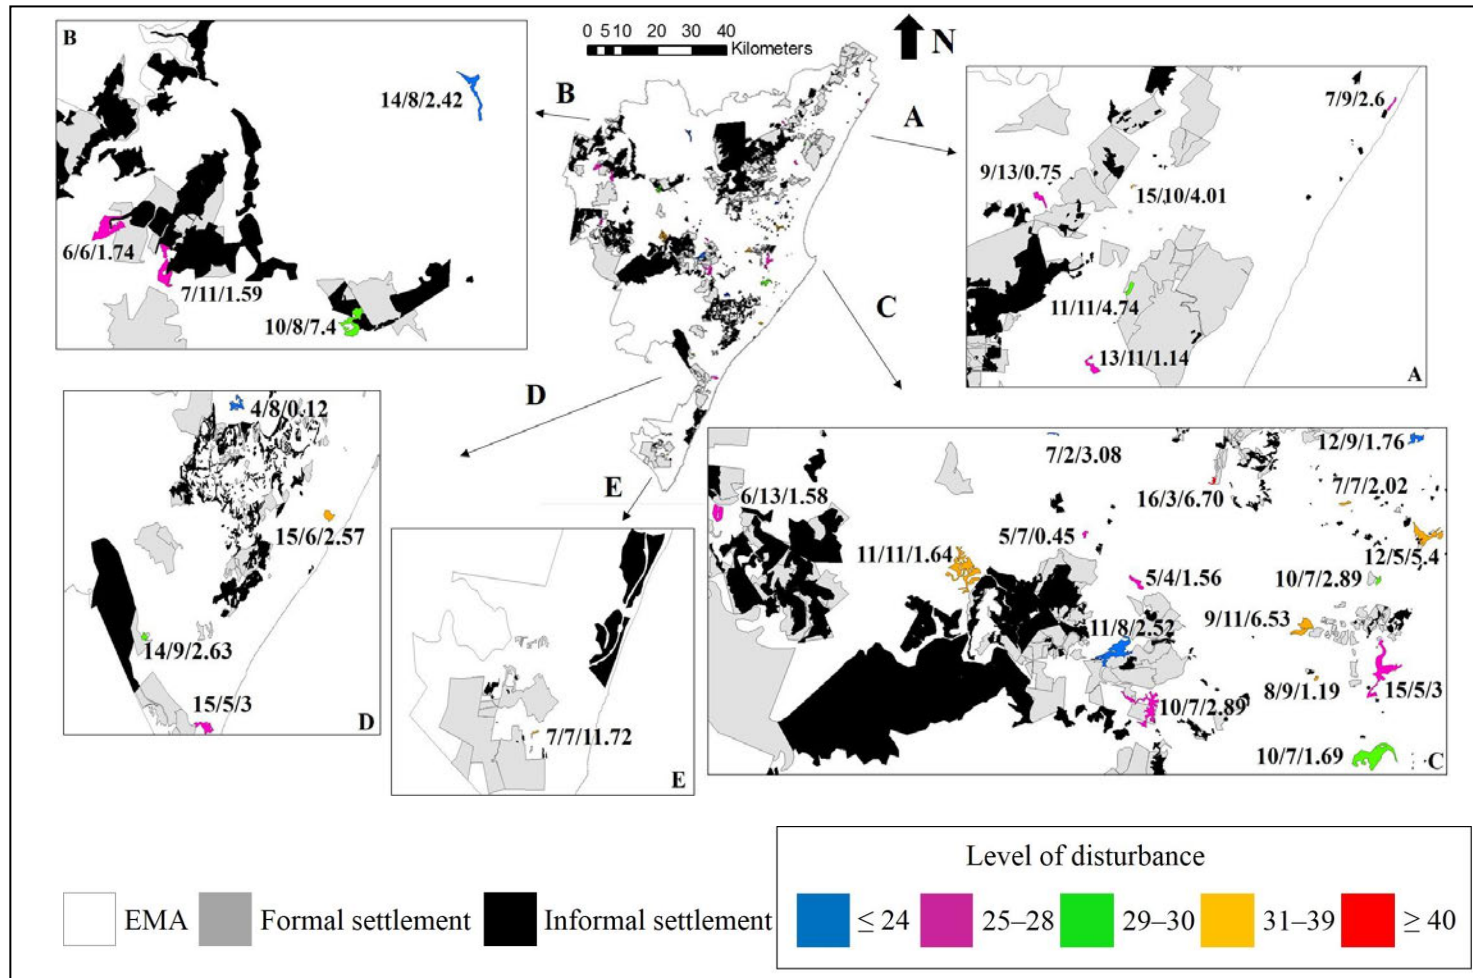 B
14/8/2.42
6/6/1.74
7/11/1.59
10/8/7.4
0 5 10 20 30 40
Kilometers
N
B
A
C
D
E
7/9/2.6
9/13/0.75
15/10/4.01
11/11/4.74
13/11/1.14
A
4/8/0.12
15/6/2.57
14/9/2.63
15/5/3
D
7/7/11.72
E
7/2/3.08
12/9/1.76
6/13/1.58
16/3/6.70
7/7/2.02
5/7/0.45
11/11/1.64
12/5/5.4
5/4/1.56
10/7/2.89
9/11/6.53
11/8/2.52
8/9/1.19
15/5/3
10/7/2.89
10/7/1.69
C
Level of disturbance
EMA
Formal settlement
Informal settlement
≤ 24
25–28
29–30
31–39
≥ 40